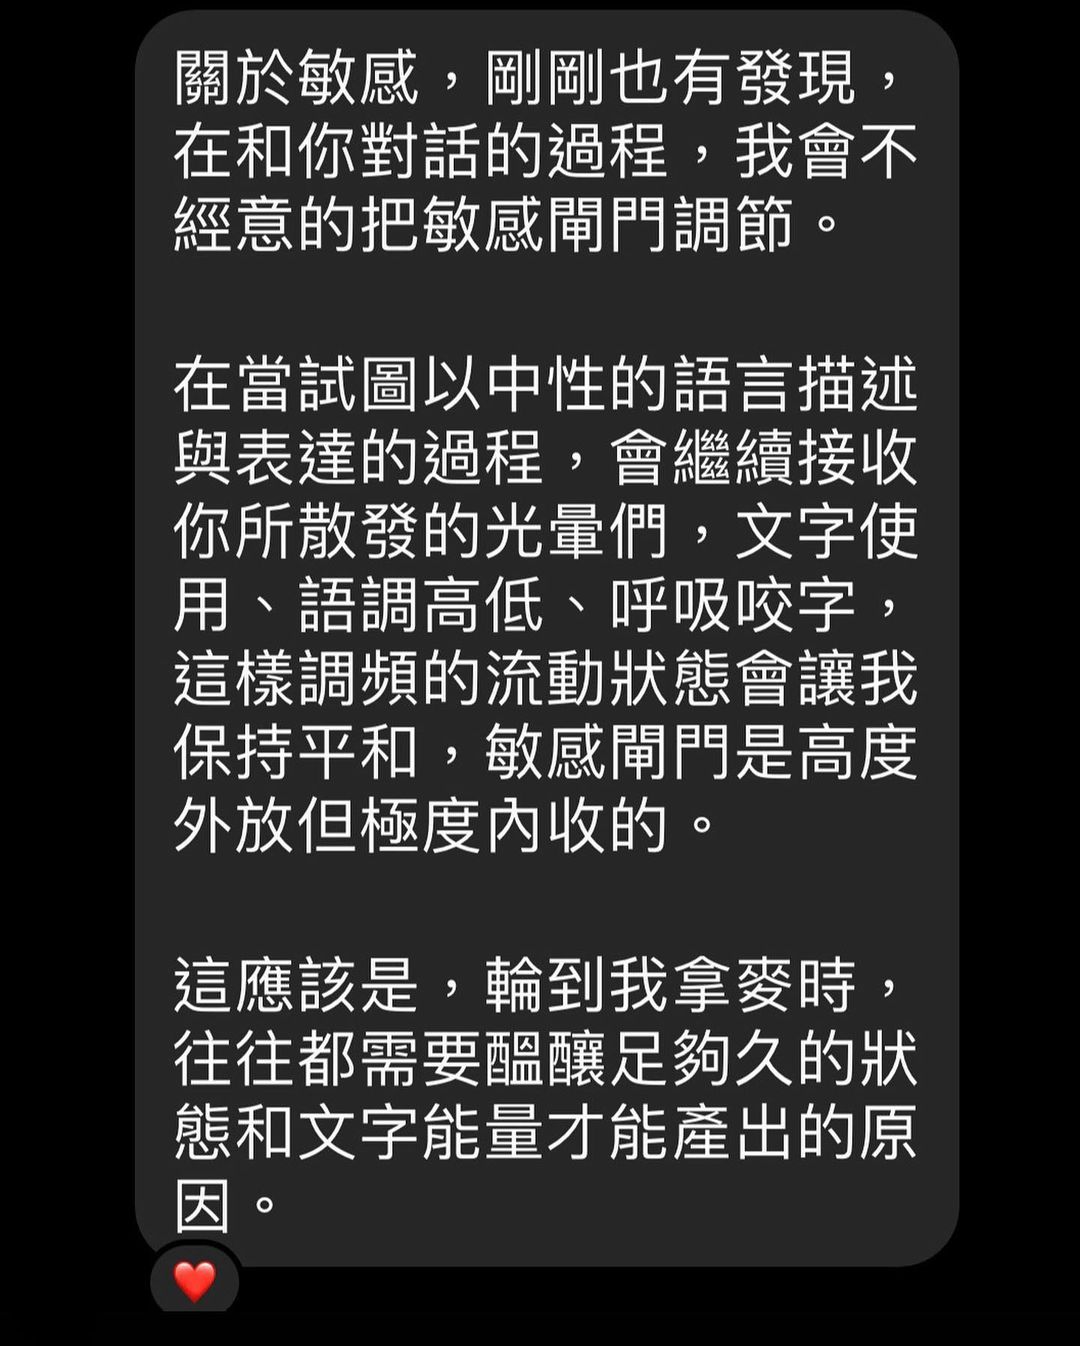 關於敏感，剛剛也有發現，
在和你對話的過程，我會不
經意的把敏感閘門調節。
在當試圖以中性的語言描述
與表達的過程，會繼續接收
你所散發的光暈們，文字使
用、語調高低、呼吸咬字，
這樣調頻的流動狀態會讓我
保持平和，敏感閘門是高度
外放但極度內收的。
這應該是，輪到我拿麥時，
往往都需要醞釀足夠久的狀
態和文字能量才能產出的原
因。